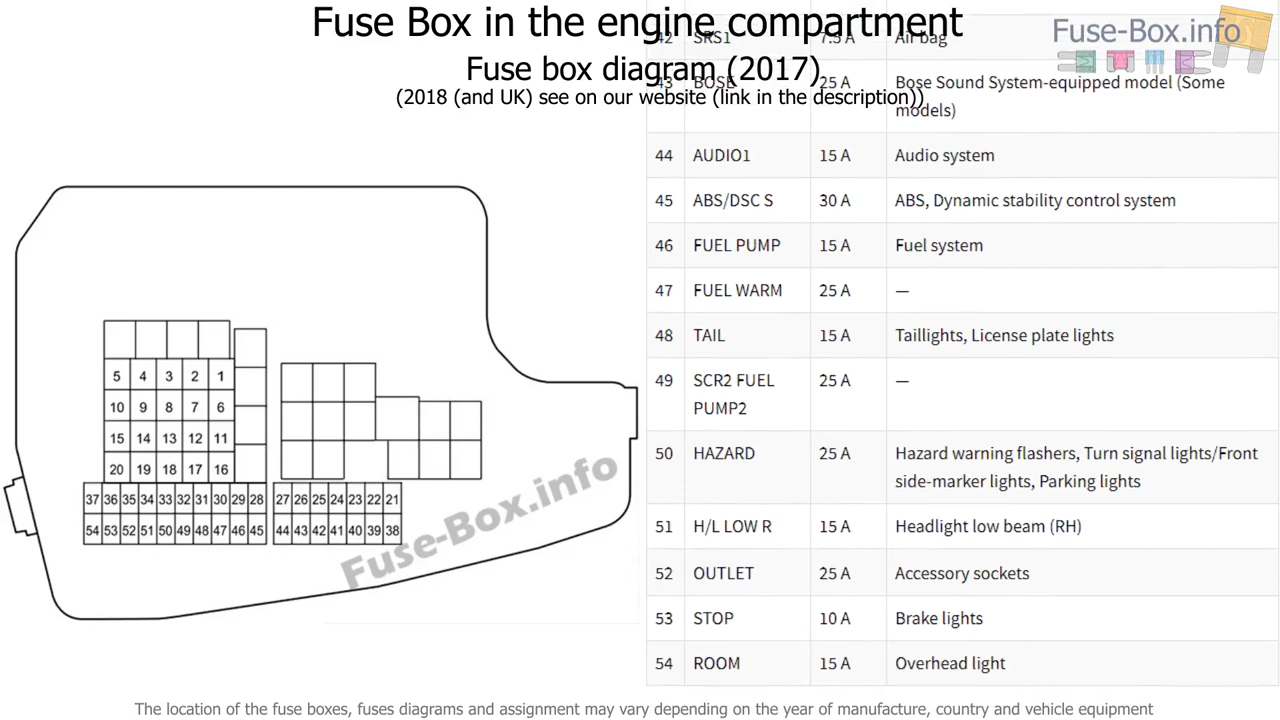 Fuse Box in the engine compartment
Fuse box diagram (2017)
(2018 (and UK) see on our website (link in the description))
Fuse-Box.info
42 SRS1 7.5 A Air bag
43 BOSE 25 A Bose Sound System-equipped model (Some
models)
44 AUDIO1 15 A Audio system
45 ABS/DSC S 30 A ABS, Dynamic stability control system
46 FUEL PUMP 15 A Fuel system
47 FUEL WARM 25 A —
48 TAIL 15 A Taillights, License plate lights
49 SCR2 FUEL 25 A —
PUMP2
50 HAZARD 25 A Hazard warning flashers, Turn signal lights/Front
side-marker lights, Parking lights
51 H/L LOW R 15 A Headlight low beam (RH)
52 OUTLET 25 A Accessory sockets
53 STOP 10 A Brake lights
54 ROOM 15 A Overhead light
5 4 3 2 1
10 9 8 7 6
15 14 13 12 11
20 19 18 17 16
37 36 35 34 33 32 31 30 29 28 27 26 25 24 23 22 21
54 53 52 51 50 49 48 47 46 45 44 43 42 41 40 39 38
Fuse-Box.info
The location of the fuse boxes, fuses diagrams and assignment may vary depending on the year of manufacture, country and vehicle equipment